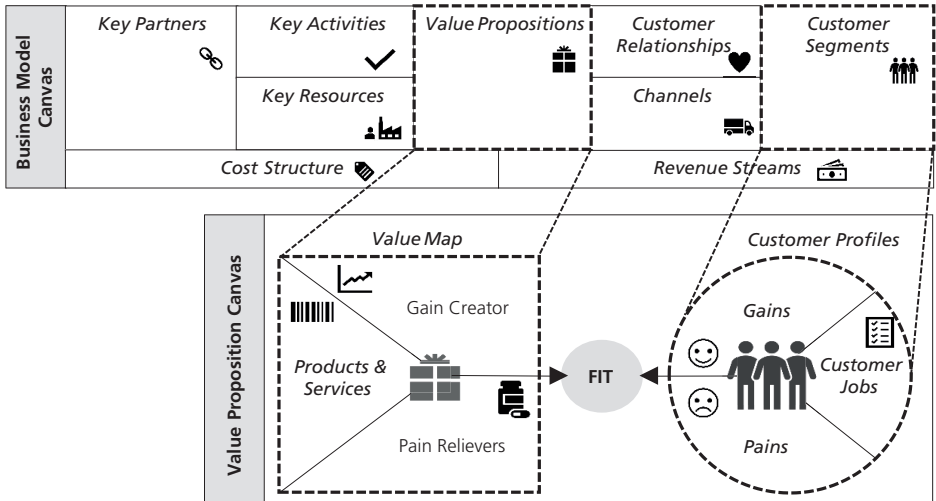 Business Model
Canvas
Key Partners
Key Activities
Value Propositions
Customer
Relationships
Customer
Segments
Key Resources
Channels
Cost Structure
Revenue Streams
Value Proposition Canvas
Value Map
Customer Profiles
Gain Creator
Products &
Services
Pain Relievers
FIT
Gains
Customer
Jobs
Pains